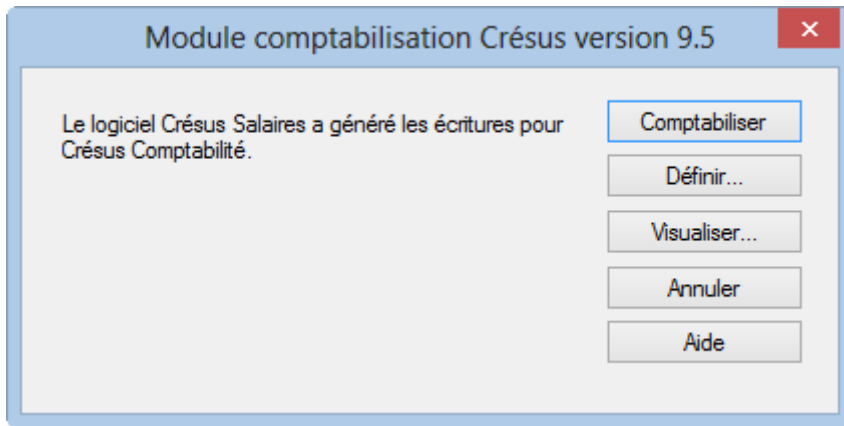 Module comptabilisation Crésus version 9.5
Le logiciel Crésus Salaires a généré les écritures pour
Crésus Comptabilité.
Comptabiliser
Définir...
Visualiser...
Annuler
Aide